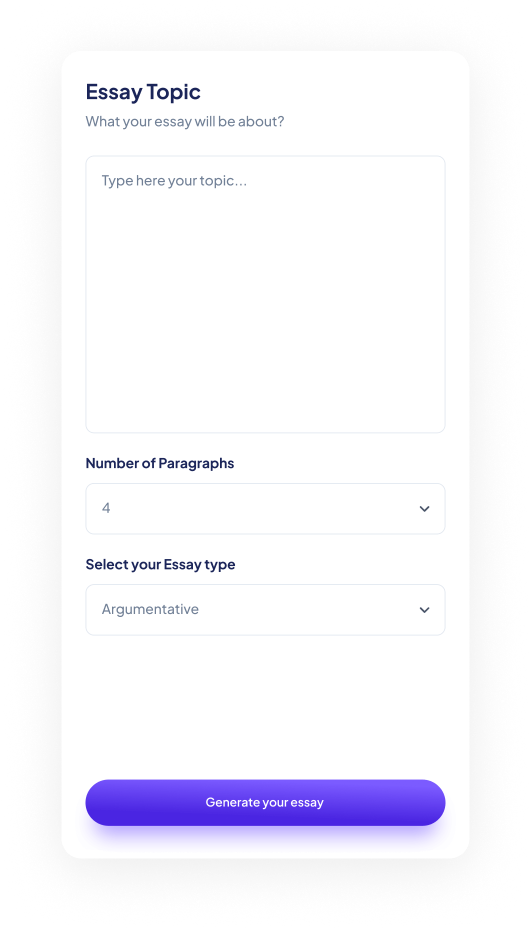 Essay Topic
What your essay will be about?
Type here your topic...
Number of Paragraphs
4
Select your Essay type
Argumentative
Generate your essay